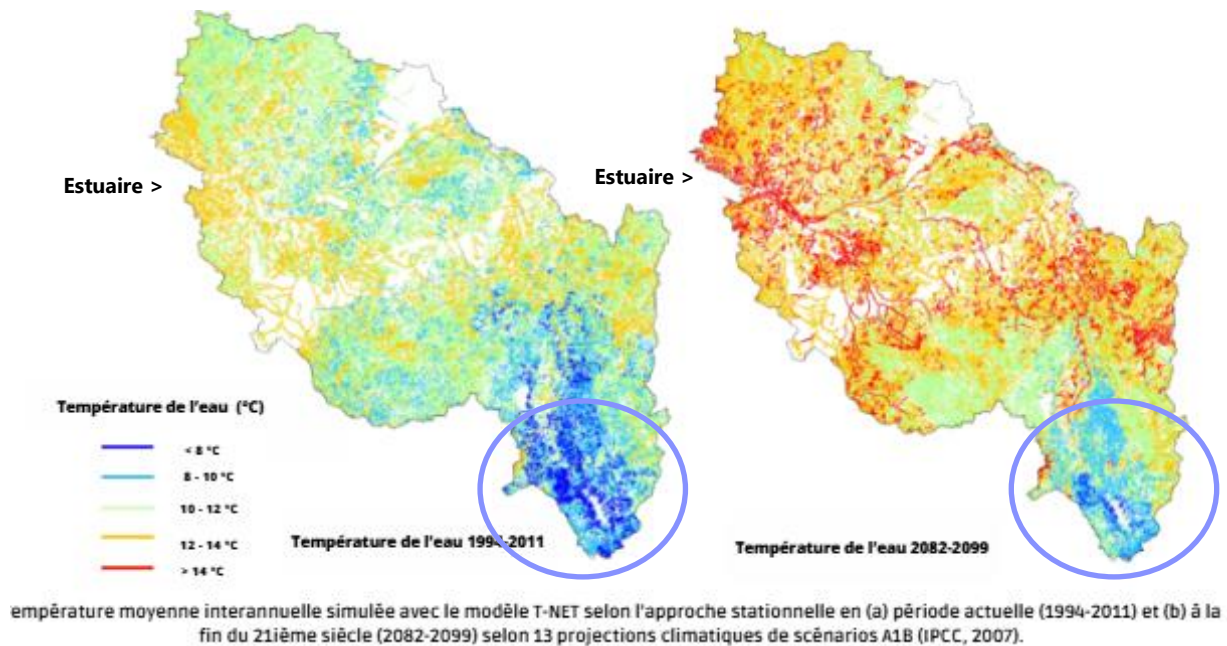 Estuaire >
Estuaire >
Température de l'eau (°C)
< 8 °C
8 - 10 °C
10 - 12 °C
12 - 14 °C
> 14 °C
Température de l'eau 1994-2011
Température de l'eau 2082-2099
empérature moyenne interannuelle simulée avec le modèle T-NET selon l'approche stationnelle en (a) période actuelle (1994-2011) et (b) à la
fin du 21ième siècle (2082-2099) selon 13 projections climatiques de scénarios A1B (IPCC, 2007).